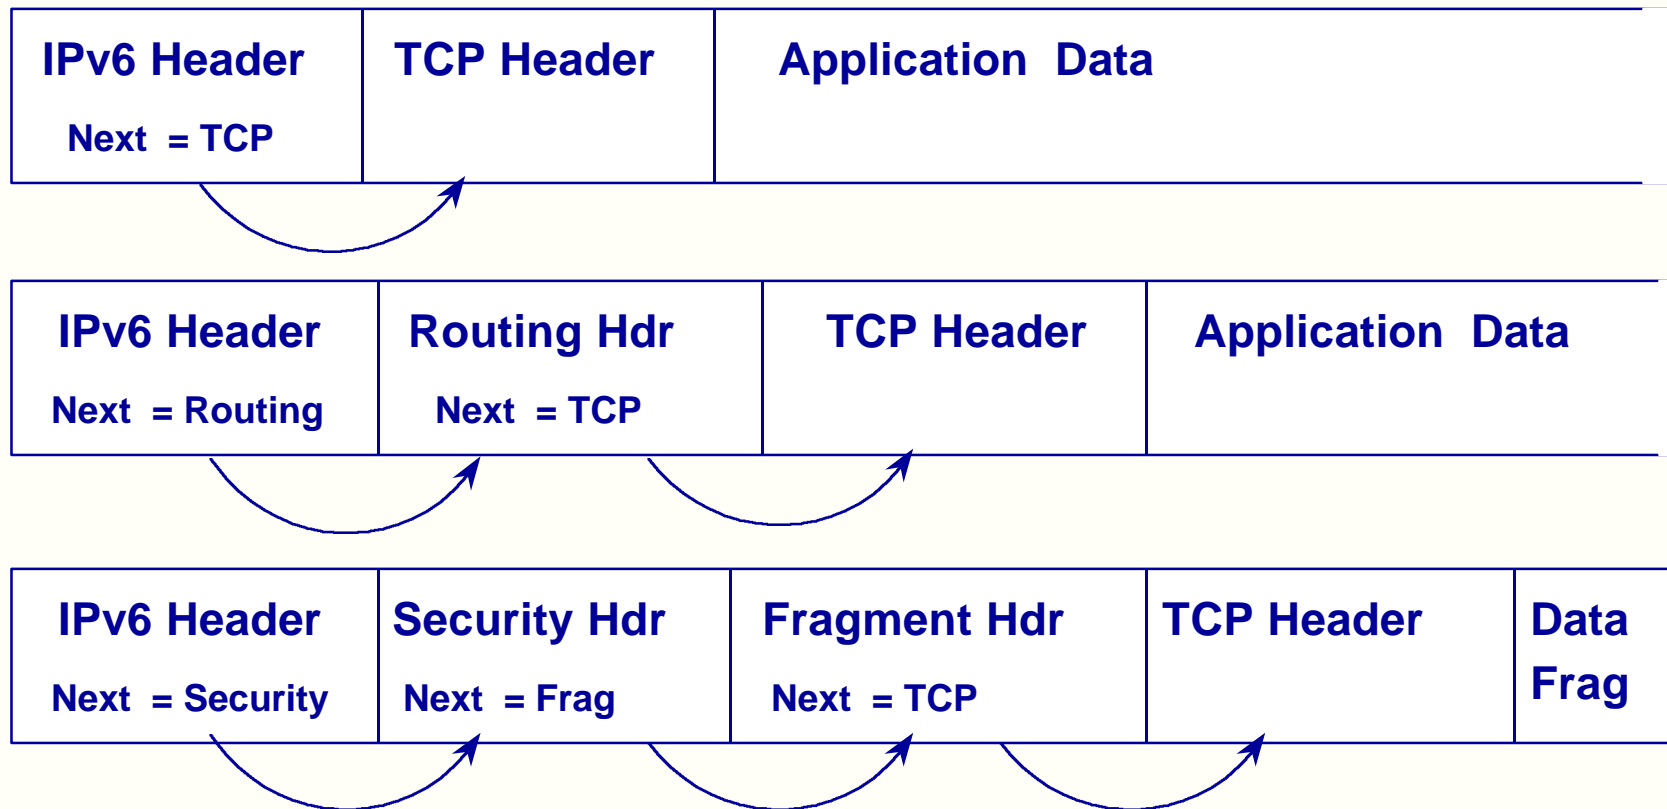 IPv6 Header TCP Header Application Data
Next = TCP
IPv6 Header Routing Hdr TCP Header Application Data
Next = Routing Next = TCP
IPv6 Header Security Hdr Fragment Hdr TCP Header Data
Frag
Next = Security Next = Frag Next = TCP